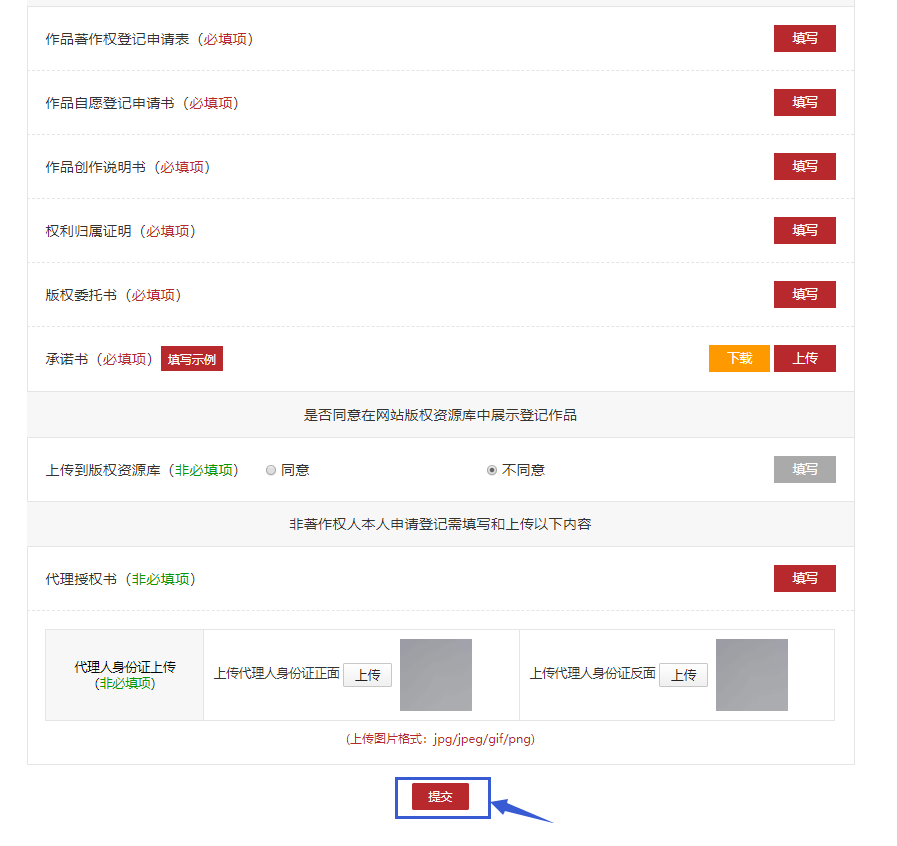 作品著作权登记申请表（必填项） 填写
作品自愿登记申请书（必填项） 填写
作品创作说明书（必填项） 填写
权利归属证明（必填项） 填写
版权委托书（必填项） 填写
承诺书（必填项） 填写示例 下载 上传
是否同意在网站版权资源库中展示登记作品
上传到版权资源库（非必填项） 同意 不同意 填写
非著作权人本人申请登记需填写和上传以下内容
代理授权书（非必填项） 填写
代理人身份证上传
(非必填项)
上传代理人身份证正面 上传
上传代理人身份证反面 上传
(上传图片格式：jpg/jpeg/gif/png)
提交